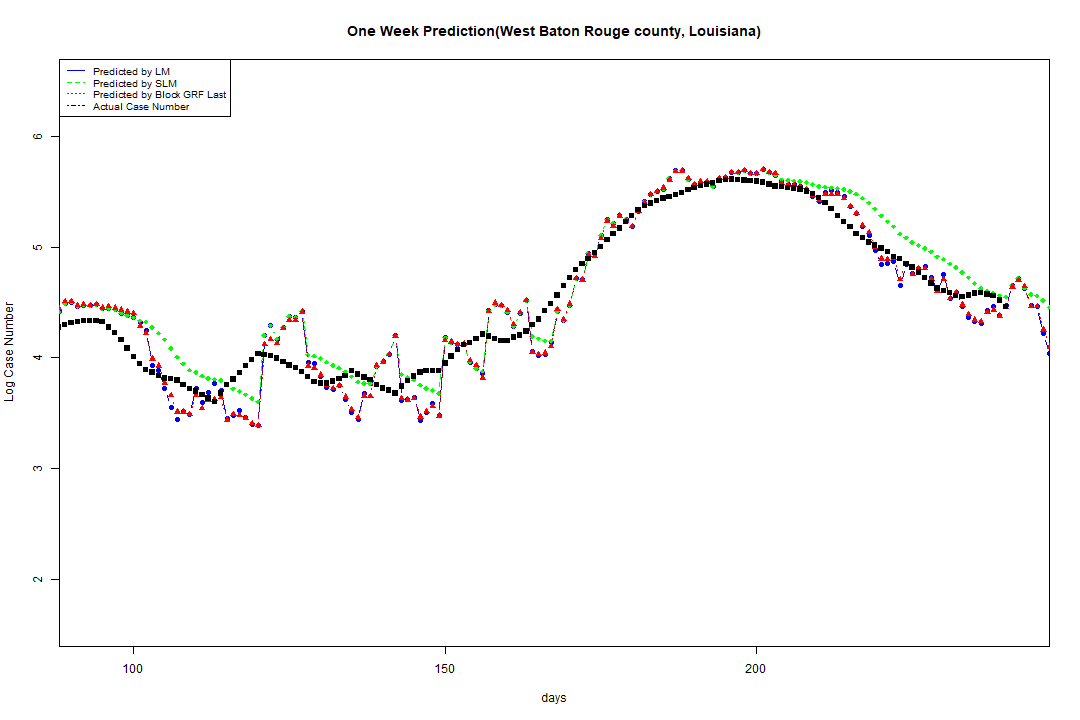 One Week Prediction(West Baton Rouge county, Louisiana)
Predicted by LM
Predicted by SLM
Predicted by Block GRF Last
Actual Case Number
Log Case Number
6
5
4
3
2
100 150 200
days